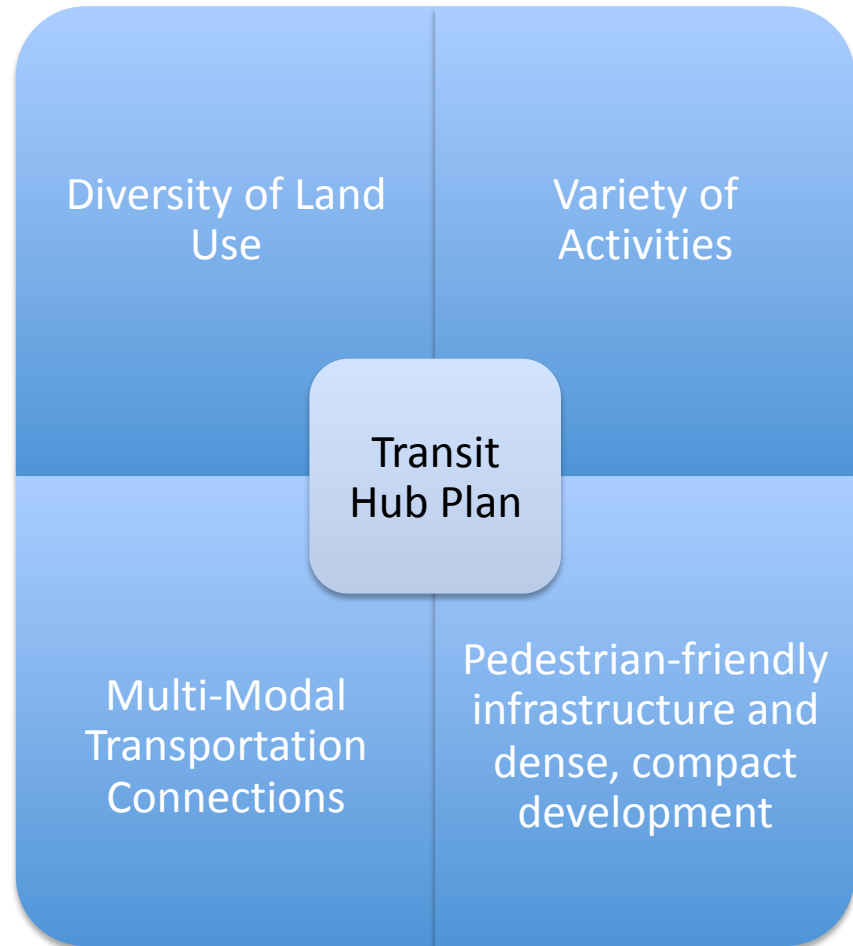 Diversity of Land
Use
Variety of
Activities
Transit
Hub Plan
Multi-Modal
Transportation
Connections
Pedestrian-friendly
infrastructure and
dense, compact
development